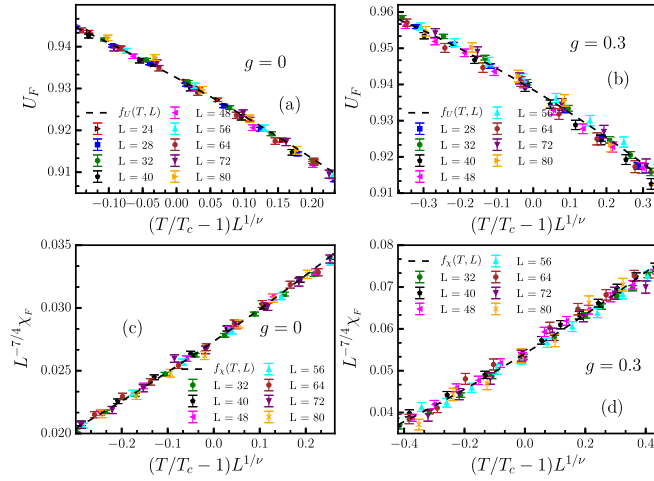 0.94
0.93
0.92
0.91
U_F
g = 0
(a)
f_U(T, L)
L = 24
L = 28
L = 32
L = 40
L = 48
L = 56
L = 64
L = 72
L = 80
−0.10 −0.05 0.00 0.05 0.10 0.15 0.20
(T/T_c − 1)L^{1/ν}
0.96
0.95
0.94
0.93
0.92
0.91
U_F
g = 0.3
(b)
f_U(T, L)
L = 28
L = 32
L = 40
L = 48
L = 56
L = 64
L = 72
L = 80
−0.3 −0.2 −0.1 0.0 0.1 0.2 0.3
(T/T_c − 1)L^{1/ν}
0.035
0.030
0.025
0.020
L^{−7/4}χ_F
(c)
g = 0
f_χ(T, L)
L = 32
L = 40
L = 48
L = 56
L = 64
L = 72
L = 80
−0.2 −0.1 0.0 0.1 0.2
(T/T_c − 1)L^{1/ν}
0.08
0.07
0.06
0.05
0.04
L^{−7/4}χ_F
f_χ(T, L)
L = 32
L = 40
L = 48
L = 56
L = 64
L = 72
L = 80
g = 0.3
(d)
−0.4 −0.2 0.0 0.2 0.4
(T/T_c − 1)L^{1/ν}